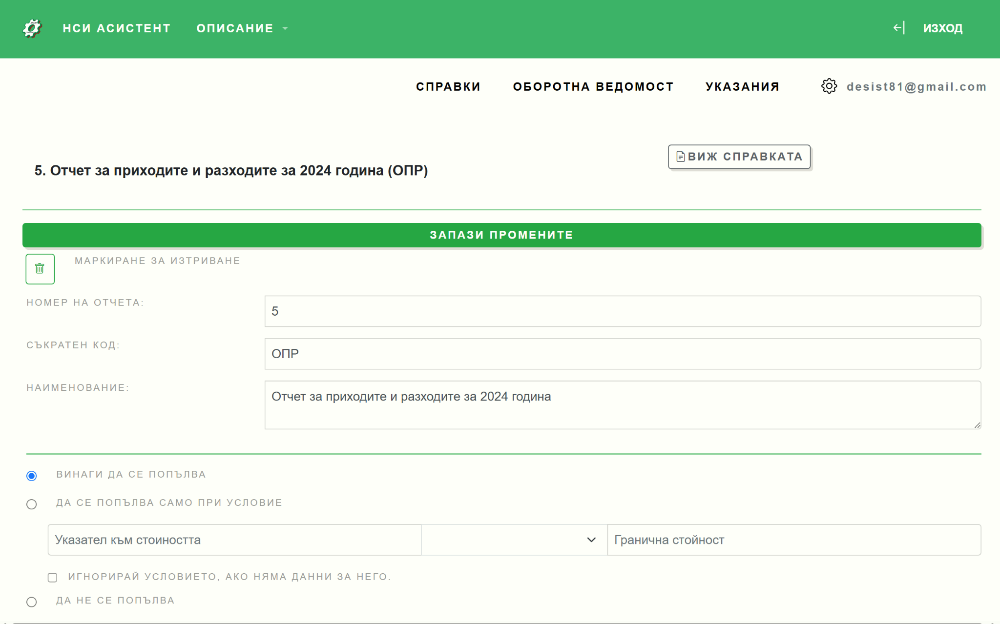 НСИ АСИСТЕНТ ОПИСАНИЕ ИЗХОД
СПРАВКИ ОБОРОТНА ВЕДОМОСТ УКАЗАНИЯ desist81@gmail.com
ВИЖ СПРАВКАТА
5. Отчет за приходите и разходите за 2024 година (ОПР)
ЗАПАЗИ ПРОМЕНИТЕ
МАРКИРАНЕ ЗА ИЗТРИВАНЕ
НОМЕР НА ОТЧЕТА: 5
СЪКРАТЕН КОД: ОПР
НАИМЕНОВАНИЕ: Отчет за приходите и разходите за 2024 година
ВИНАГИ ДА СЕ ПОПЪЛВА
ДА СЕ ПОПЪЛВА САМО ПРИ УСЛОВИЕ
Указател към стоиността Гранична стойност
ИГНОРИРАЙ УСЛОВИЕТО, АКО НЯМА ДАННИ ЗА НЕГО.
ДА НЕ СЕ ПОПЪЛВА